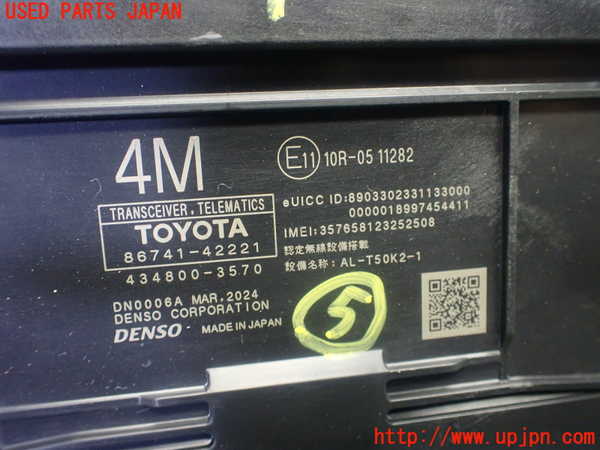 USED PARTS JAPAN
4M
E11 10R-05 11282
TRANSCEIVER, TELEMATICS
TOYOTA
86741-42221
434800-3570
eUICC ID:8903302331133000
0000018997454411
IMEI:357658123252508
認定無線設備搭載
設備名称: AL-T50K2-1
DN0006A MAR, 2024
DENSO CORPORATION
DENSO MADE IN JAPAN
5
http://www.upjpn.com/